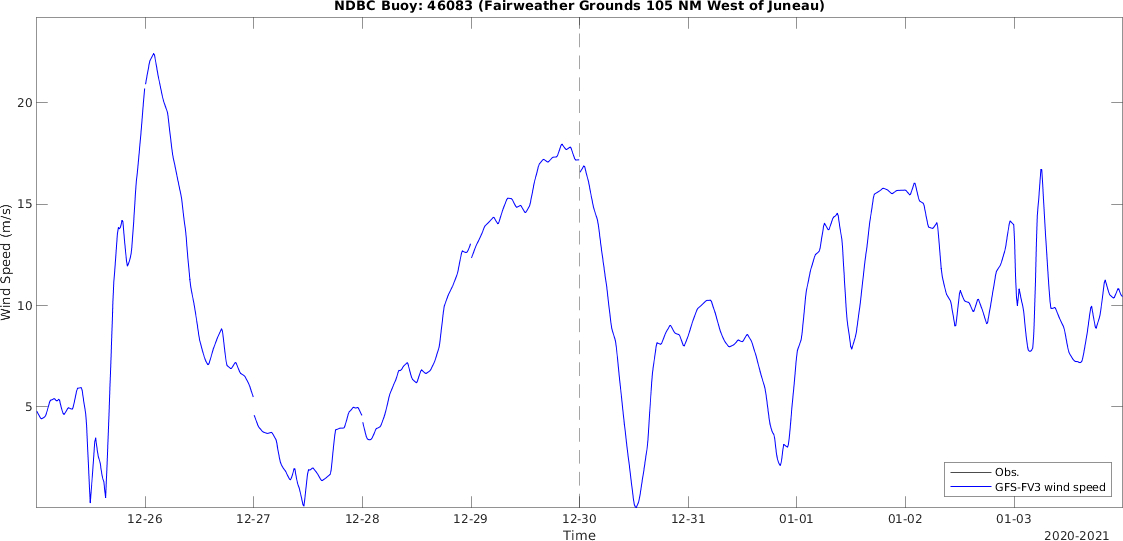 NDBC Buoy: 46083 (Fairweather Grounds 105 NM West of Juneau)
Wind Speed (m/s)
20
15
10
5
12-26 12-27 12-28 12-29 12-30 12-31 01-01 01-02 01-03
Time
2020-2021
Obs.
GFS-FV3 wind speed